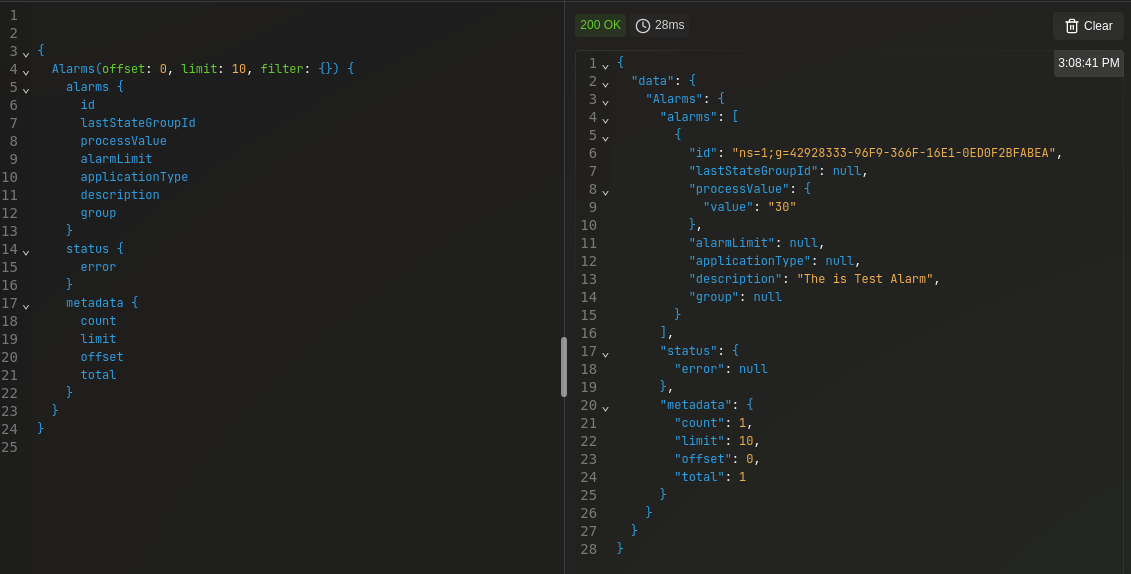 1
2
3 {
4 Alarms(offset: 0, limit: 10, filter: {}) {
5 alarms {
6 id
7 lastStateGroupId
8 processValue
9 alarmLimit
10 applicationType
11 description
12 group
13 }
14 status {
15 error
16 }
17 metadata {
18 count
19 limit
20 offset
21 total
22 }
23 }
24 }
25
200 OK 28ms Clear
3:08:41 PM
1 {
2 "data": {
3 "Alarms": {
4 "alarms": [
5 {
6 "id": "ns=1;g=42928333-96F9-366F-16E1-0ED0F2BFABEA",
7 "lastStateGroupId": null,
8 "processValue": {
9 "value": "30"
10 },
11 "alarmLimit": null,
12 "applicationType": null,
13 "description": "The is Test Alarm",
14 "group": null
15 }
16 ],
17 "status": {
18 "error": null
19 },
20 "metadata": {
21 "count": 1,
22 "limit": 10,
23 "offset": 0,
24 "total": 1
25 }
26 }
27 }
28 }